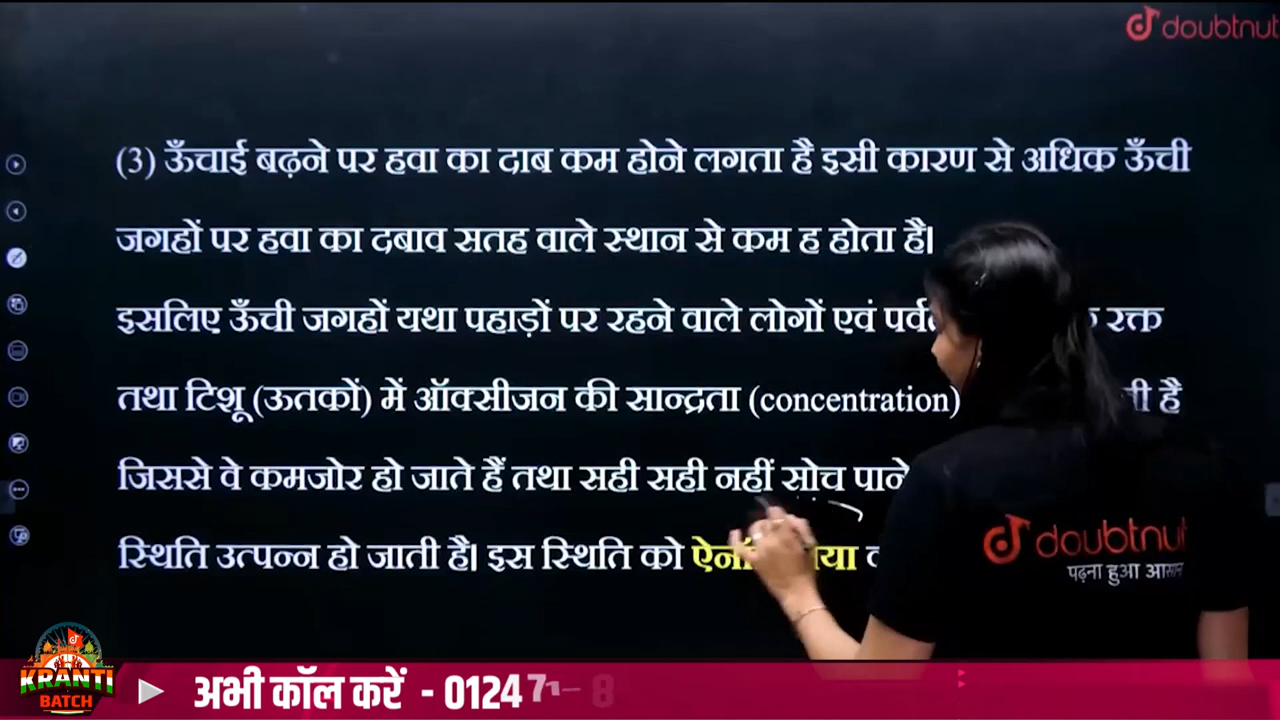 doubtnut
(3) ऊँचाई बढ़ने पर हवा का दाब कम होने लगता है इसी कारण से अधिक ऊँची
जगहों पर हवा का दबाव सतह वाले स्थान से कम ह होता है।
इसलिए ऊँची जगहों यथा पहाड़ों पर रहने वाले लोगों एवं रक्त
तथा टिशू (ऊतकों) में ऑक्सीजन की सान्द्रता (concentration) है
जिससे वे कमजोर हो जाते हैं तथा सही सही नहीं सोच पाने
स्थिति उत्पन्न हो जाती है। इस स्थिति को
doubtnut
पढ़ना हुआ आसान
KRANTI
BATCH
अभी कॉल करें - 0124